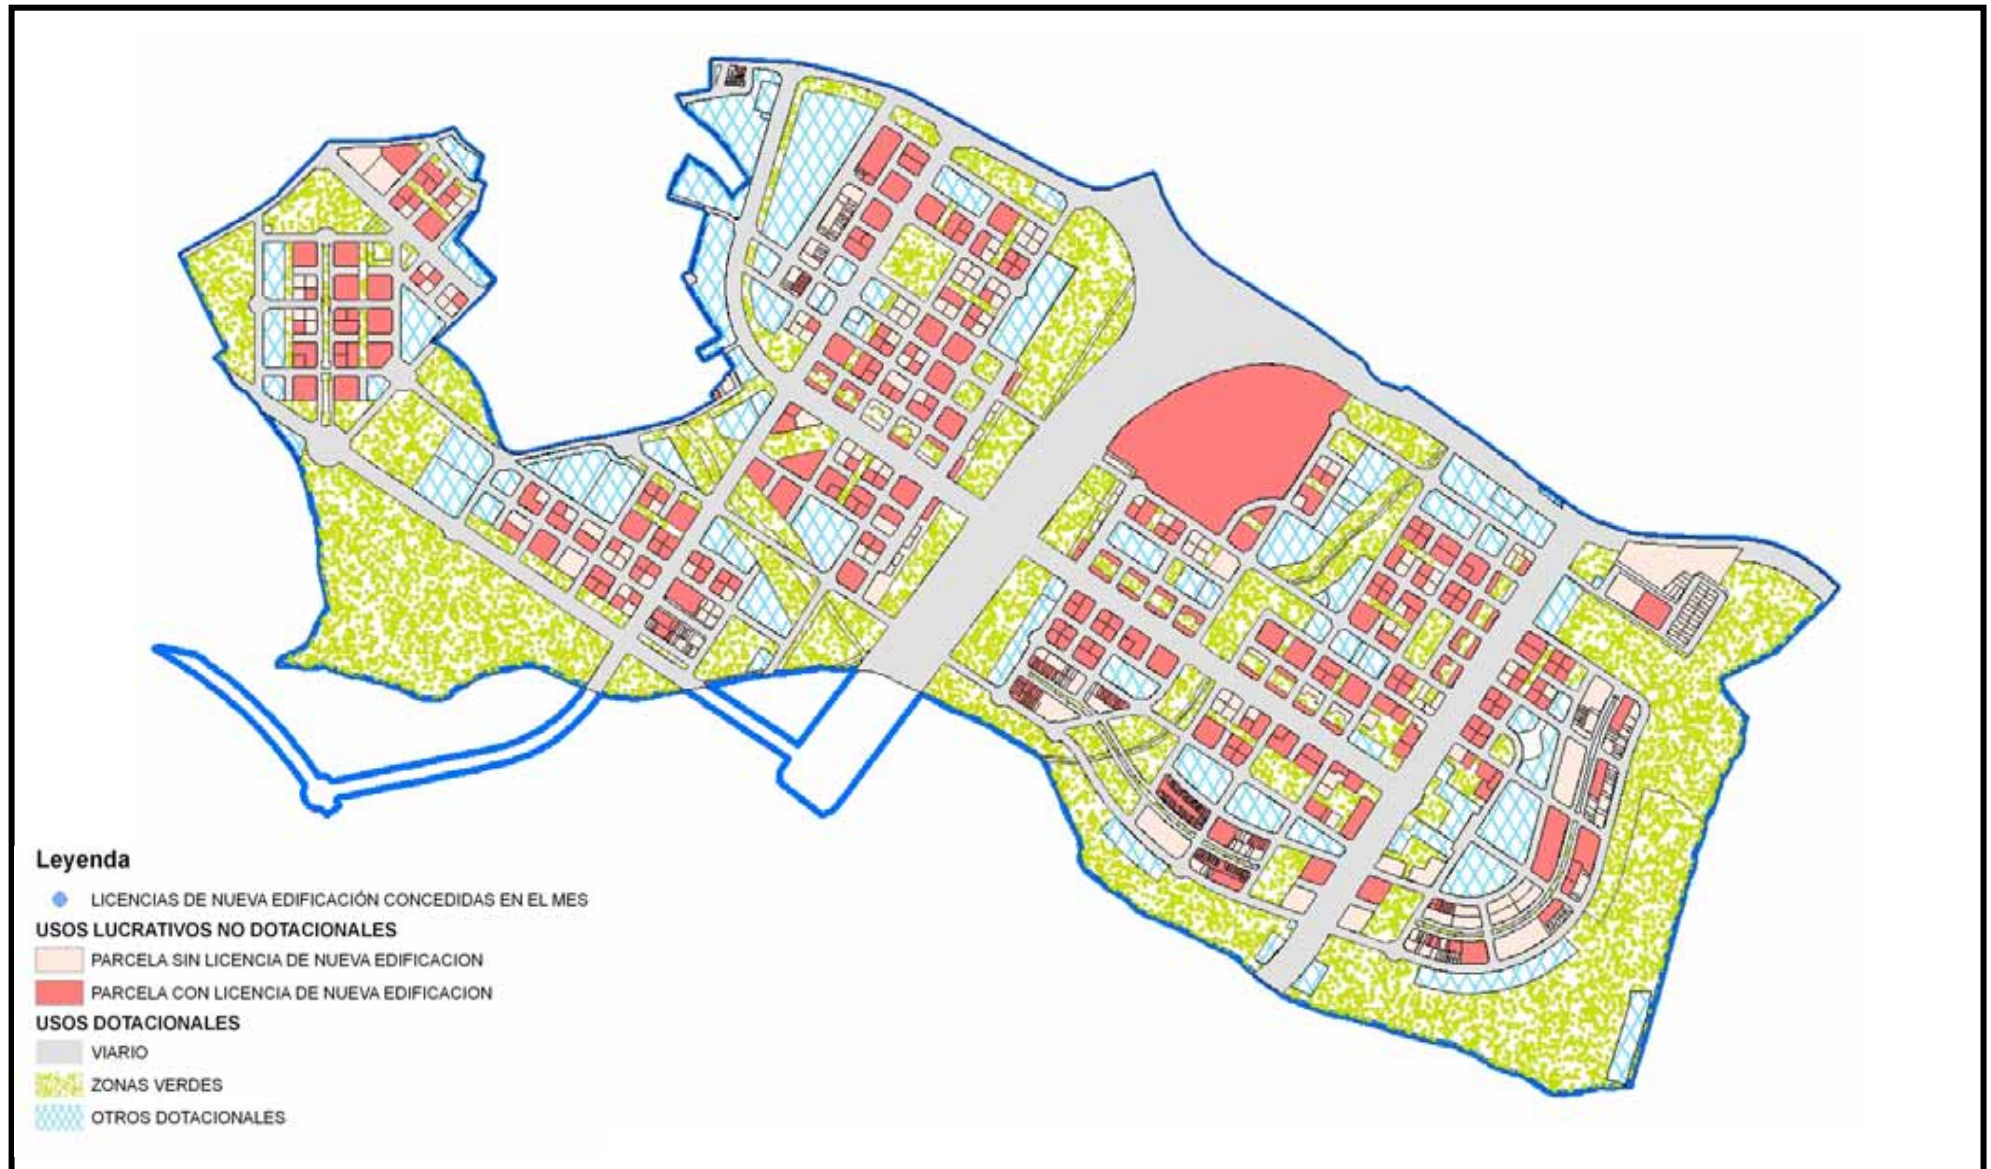 Leyenda
LICENCIAS DE NUEVA EDIFICACIÓN CONCEDIDAS EN EL MES
USOS LUCRATIVOS NO DOTACIONALES
PARCELA SIN LICENCIA DE NUEVA EDIFICACION
PARCELA CON LICENCIA DE NUEVA EDIFICACION
USOS DOTACIONALES
VIARIO
ZONAS VERDES
OTROS DOTACIONALES